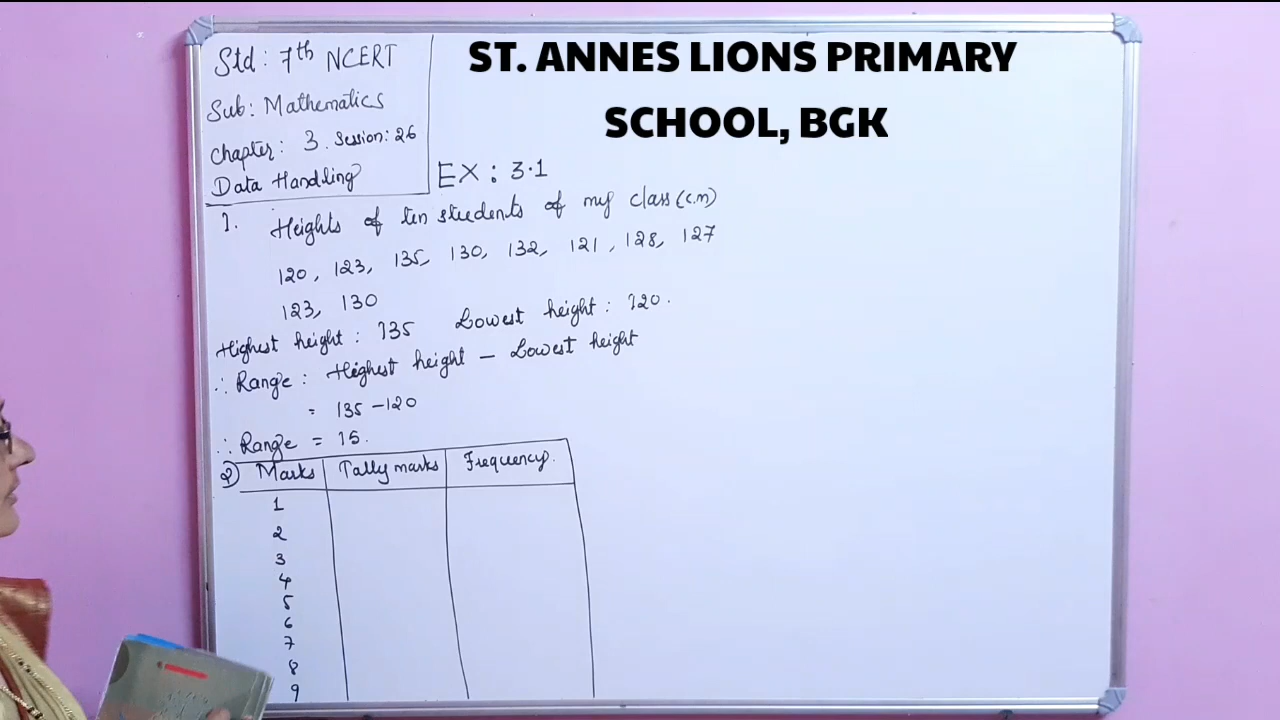 Std: 7th NCERT
Sub: Mathematics
Chapter: 3. Session: 26
Data Handling
ST. ANNES LIONS PRIMARY
SCHOOL, BGK
EX: 3.1
1. Heights of ten students of my class (c.m)
120, 123, 135, 130, 132, 121, 128, 127
123, 130
Highest height: 135 Lowest height: 120.
∴ Range: Highest height – Lowest height
= 135 – 120
∴ Range = 15.
2) Marks Tally marks Frequency.
1
2
3
4
5
6
7
8
9